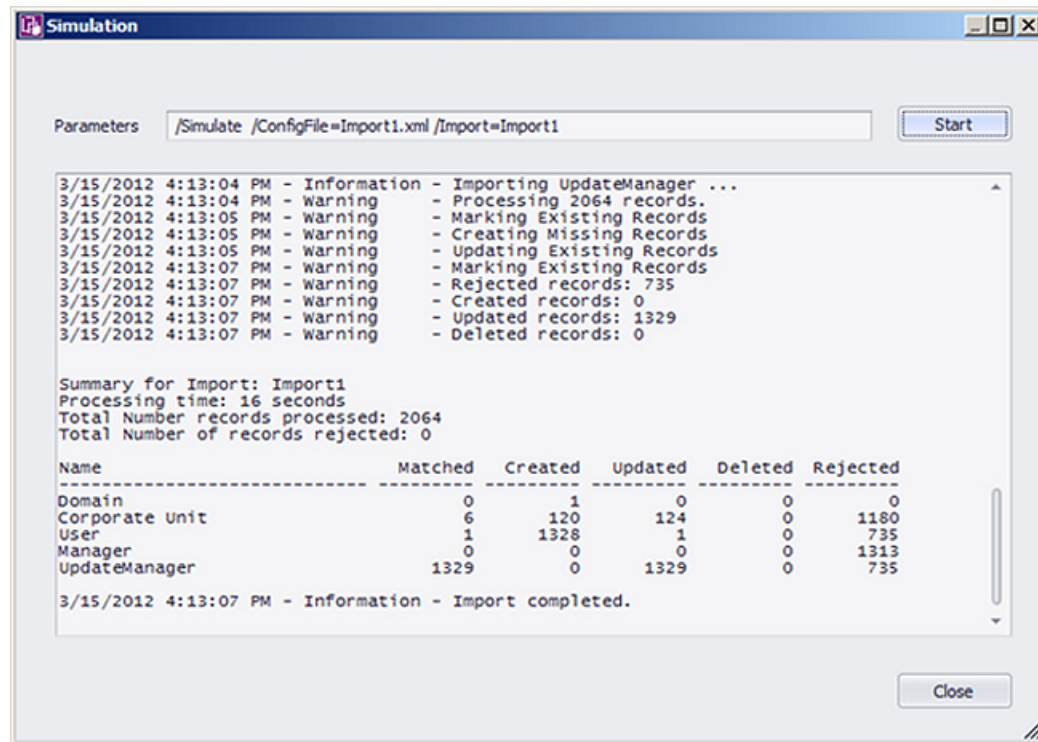 Simulation
Parameters /Simulate /ConfigFile=Import1.xml /Import=Import1 Start
3/15/2012 4:13:04 PM - Information - Importing UpdateManager ...
3/15/2012 4:13:04 PM - Warning - Processing 2064 records.
3/15/2012 4:13:05 PM - Warning - Marking Existing Records
3/15/2012 4:13:05 PM - Warning - Creating Missing Records
3/15/2012 4:13:05 PM - Warning - Updating Existing Records
3/15/2012 4:13:07 PM - Warning - Marking Existing Records
3/15/2012 4:13:07 PM - Warning - Rejected records: 735
3/15/2012 4:13:07 PM - Warning - Created records: 0
3/15/2012 4:13:07 PM - Warning - Updated records: 1329
3/15/2012 4:13:07 PM - Warning - Deleted records: 0
Summary for Import: Import1
Processing time: 16 seconds
Total Number records processed: 2064
Total Number of records rejected: 0
Name Matched Created Updated Deleted Rejected
----------------------------- --------- --------- --------- --------- ---------
Domain 0 1 0 0 0
Corporate Unit 6 120 124 0 1180
User 1 1328 1 0 735
Manager 0 0 0 0 1313
UpdateManager 1329 0 1329 0 735
3/15/2012 4:13:07 PM - Information - Import completed.
Close